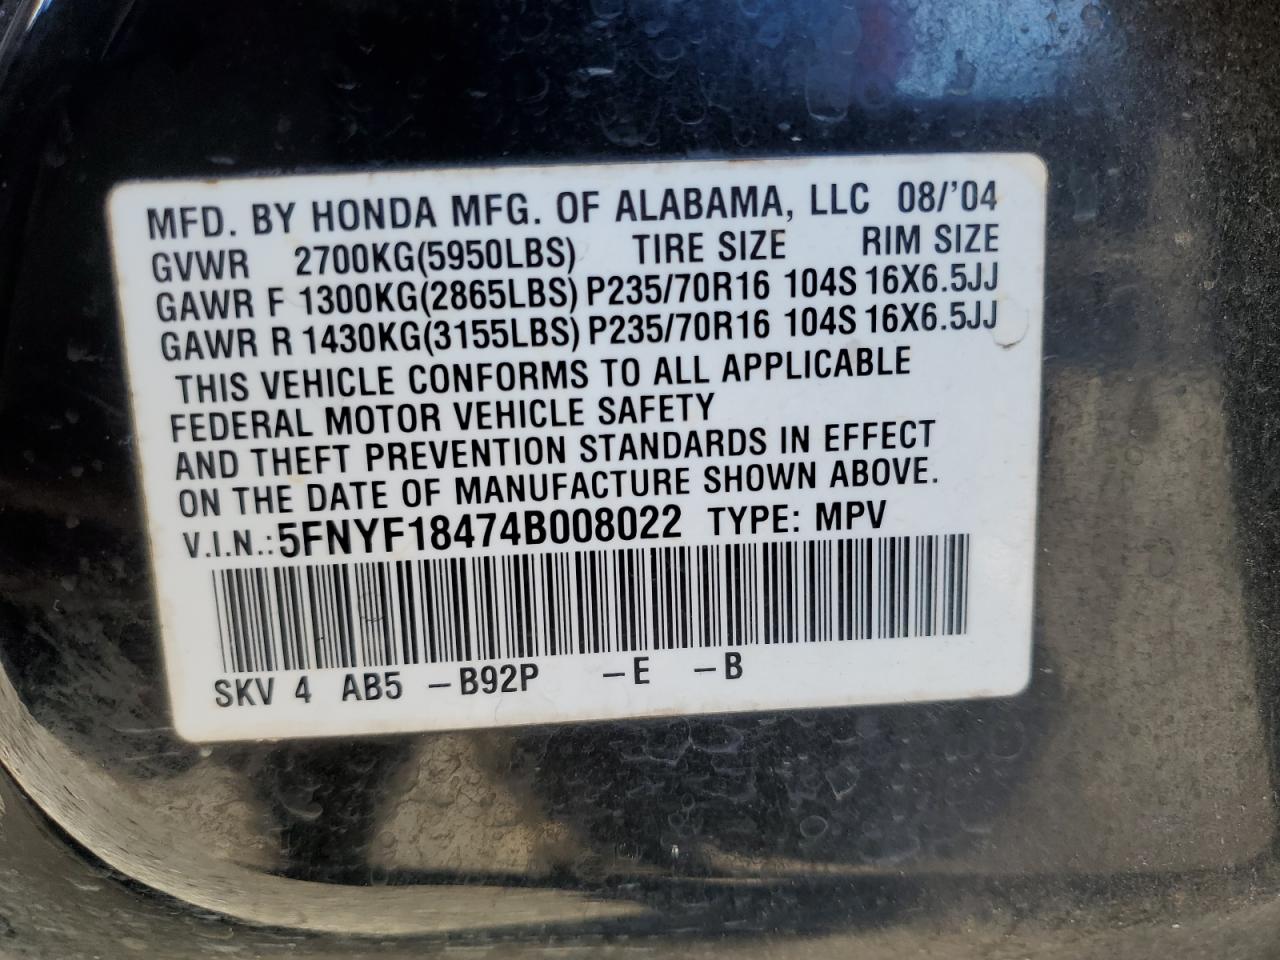 MFD. BY HONDA MFG. OF ALABAMA, LLC 08/'04
GVWR 2700KG(5950LBS) TIRE SIZE RIM SIZE
GAWR F 1300KG(2865LBS) P235/70R16 104S 16X6.5JJ
GAWR R 1430KG(3155LBS) P235/70R16 104S 16X6.5JJ
THIS VEHICLE CONFORMS TO ALL APPLICABLE
FEDERAL MOTOR VEHICLE SAFETY
AND THEFT PREVENTION STANDARDS IN EFFECT
ON THE DATE OF MANUFACTURE SHOWN ABOVE.
V.I.N.: 5FNYF18474B008022 TYPE: MPV
SKV 4 AB5 -B92P -E -B